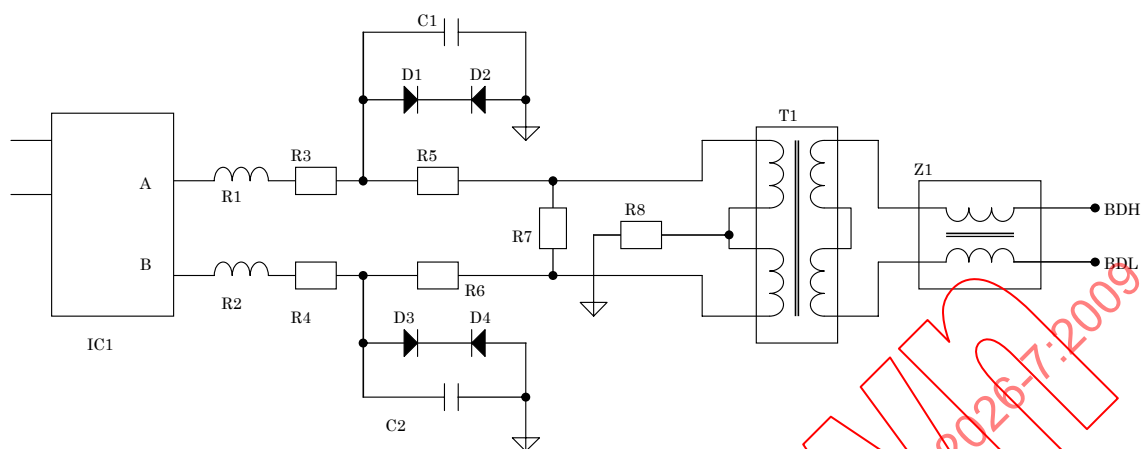 C1
D1
D2
T1
R3
R5
Z1
A
R1
R8
BDH
R7
B
BDL
R2
R6
R4
D3
D4
IC1
C2
2026-7:2009